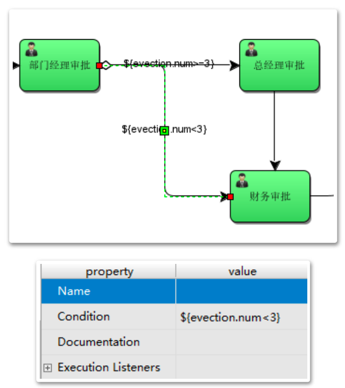 部门经理审批
${evection.num>=3}
总经理审批
${evection.num<3}
财务审批
property value
Name
Condition ${evection.num<3}
Documentation
Execution Listeners